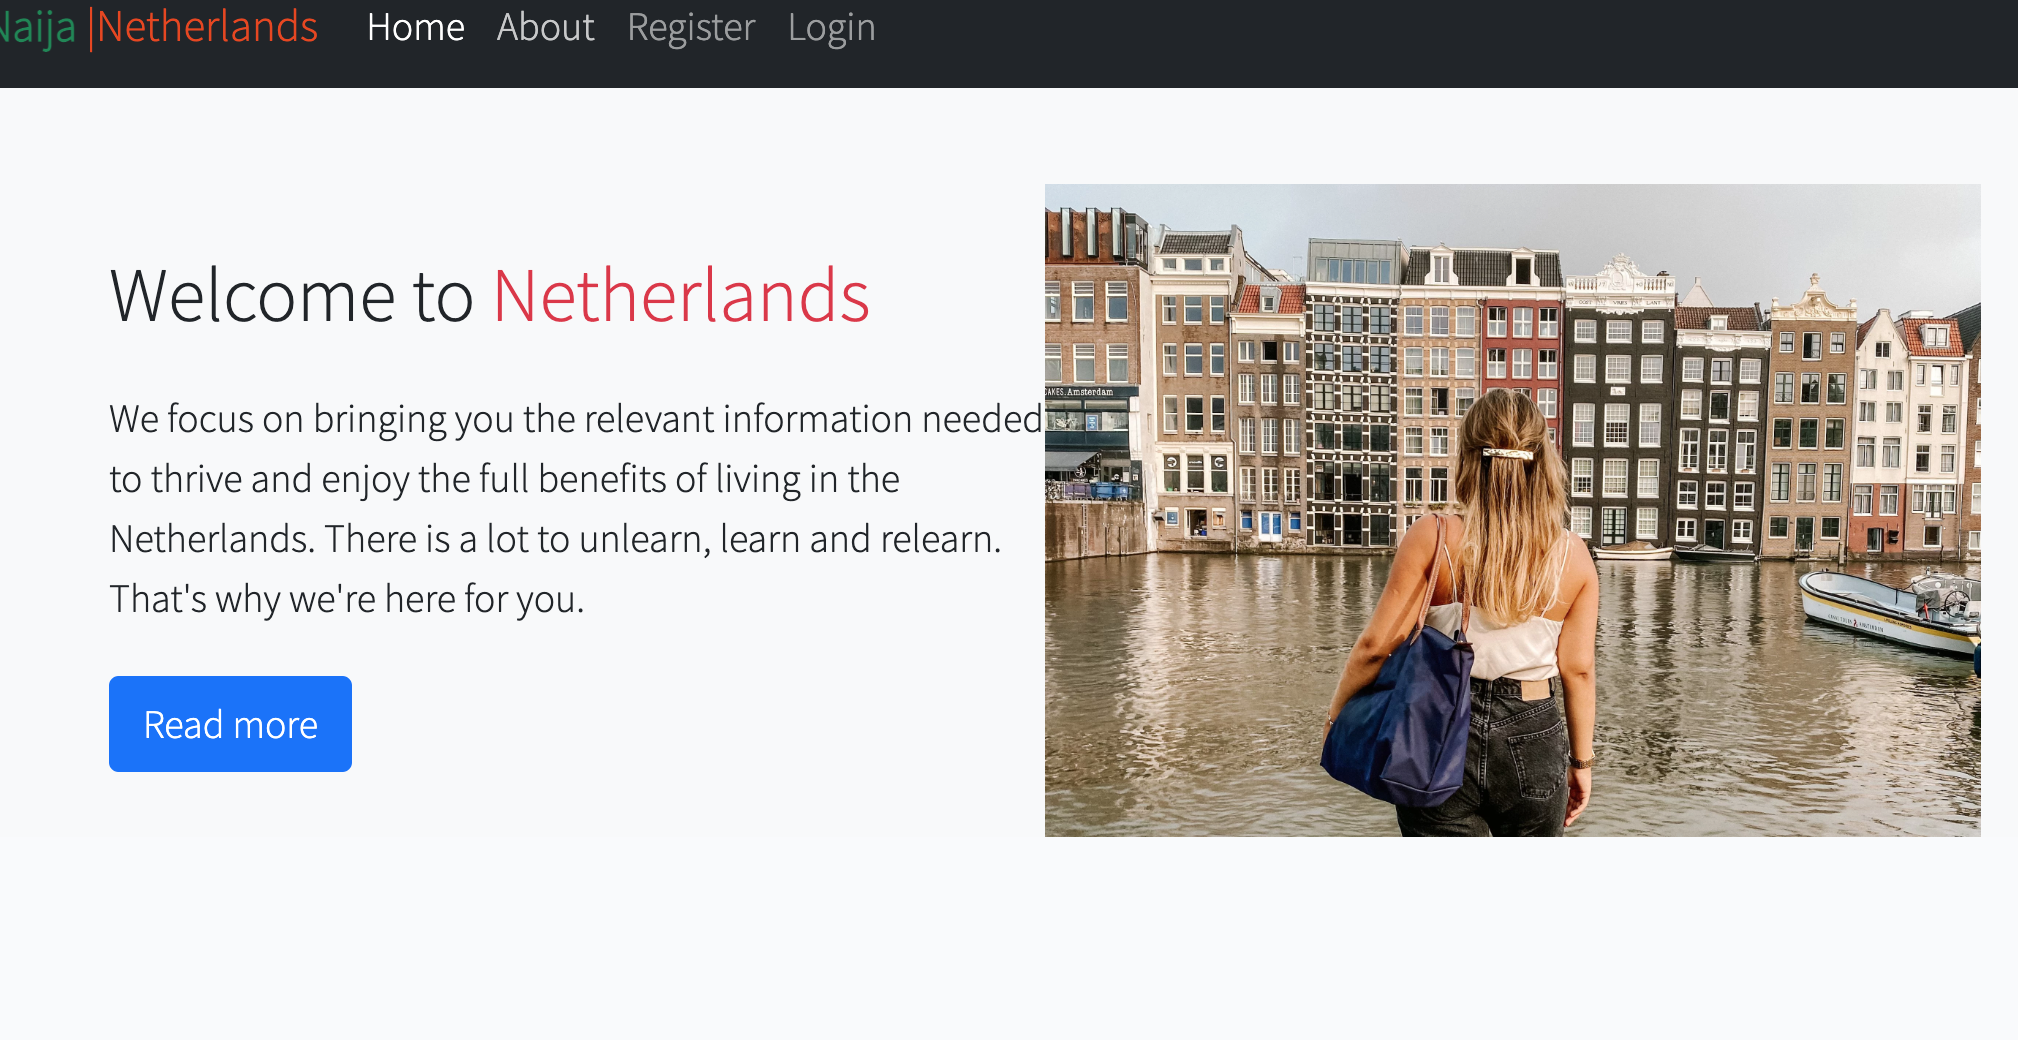 Naija |Netherlands Home About Register Login
Welcome to Netherlands
We focus on bringing you the relevant information needed
to thrive and enjoy the full benefits of living in the
Netherlands. There is a lot to unlearn, learn and relearn.
That's why we're here for you.
Read more
CAKES. Amsterdam